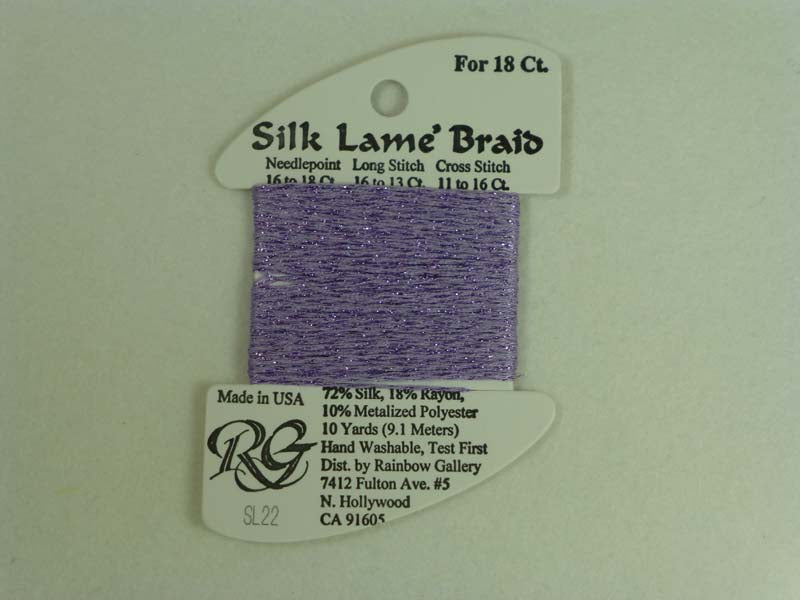 For 18 Ct.
Silk Lame' Braid
Needlepoint Long Stitch Cross Stitch
16 to 18 Ct. 16 to 13 Ct. 11 to 16 Ct.
Made in USA
RG
SL22
72% Silk, 18% Rayon,
10% Metalized Polyester
10 Yards (9.1 Meters)
Hand Washable, Test First
Dist. by Rainbow Gallery
7412 Fulton Ave. #5
N. Hollywood
CA 91605